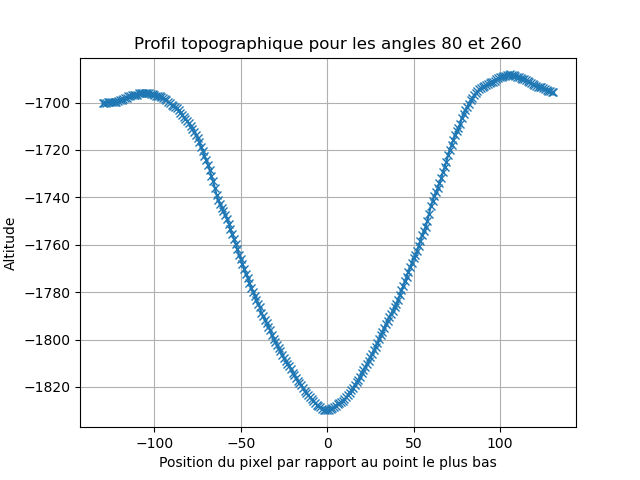 Profil topographique pour les angles 80 et 260
−1700
−1720
−1740
−1760
−1780
−1800
−1820
Altitude
−100 −50 0 50 100
Position du pixel par rapport au point le plus bas